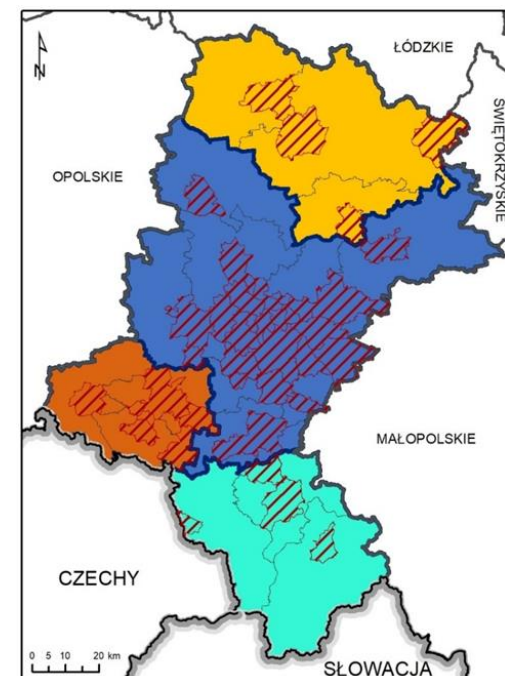 N
ŁÓDZKIE
ŚWIĘTOKRZYSKIE
OPOLSKIE
MAŁOPOLSKIE
CZECHY
0 5 10 20 km
SŁOWACJA